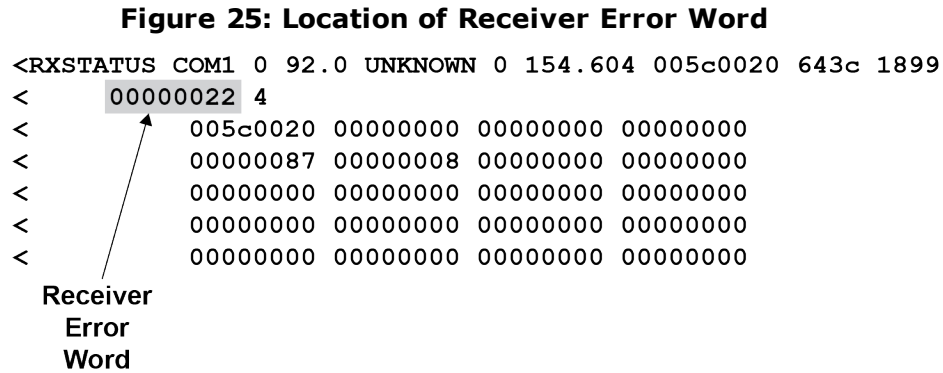 Figure 25: Location of Receiver Error Word
<RXSTATUS COM1 0 92.0 UNKNOWN 0 154.604 005c0020 643c 1899
< 00000022 4
< 005c0020 00000000 00000000 00000000
< 00000087 00000008 00000000 00000000
< 00000000 00000000 00000000 00000000
< 00000000 00000000 00000000 00000000
< 00000000 00000000 00000000 00000000
Receiver
Error
Word